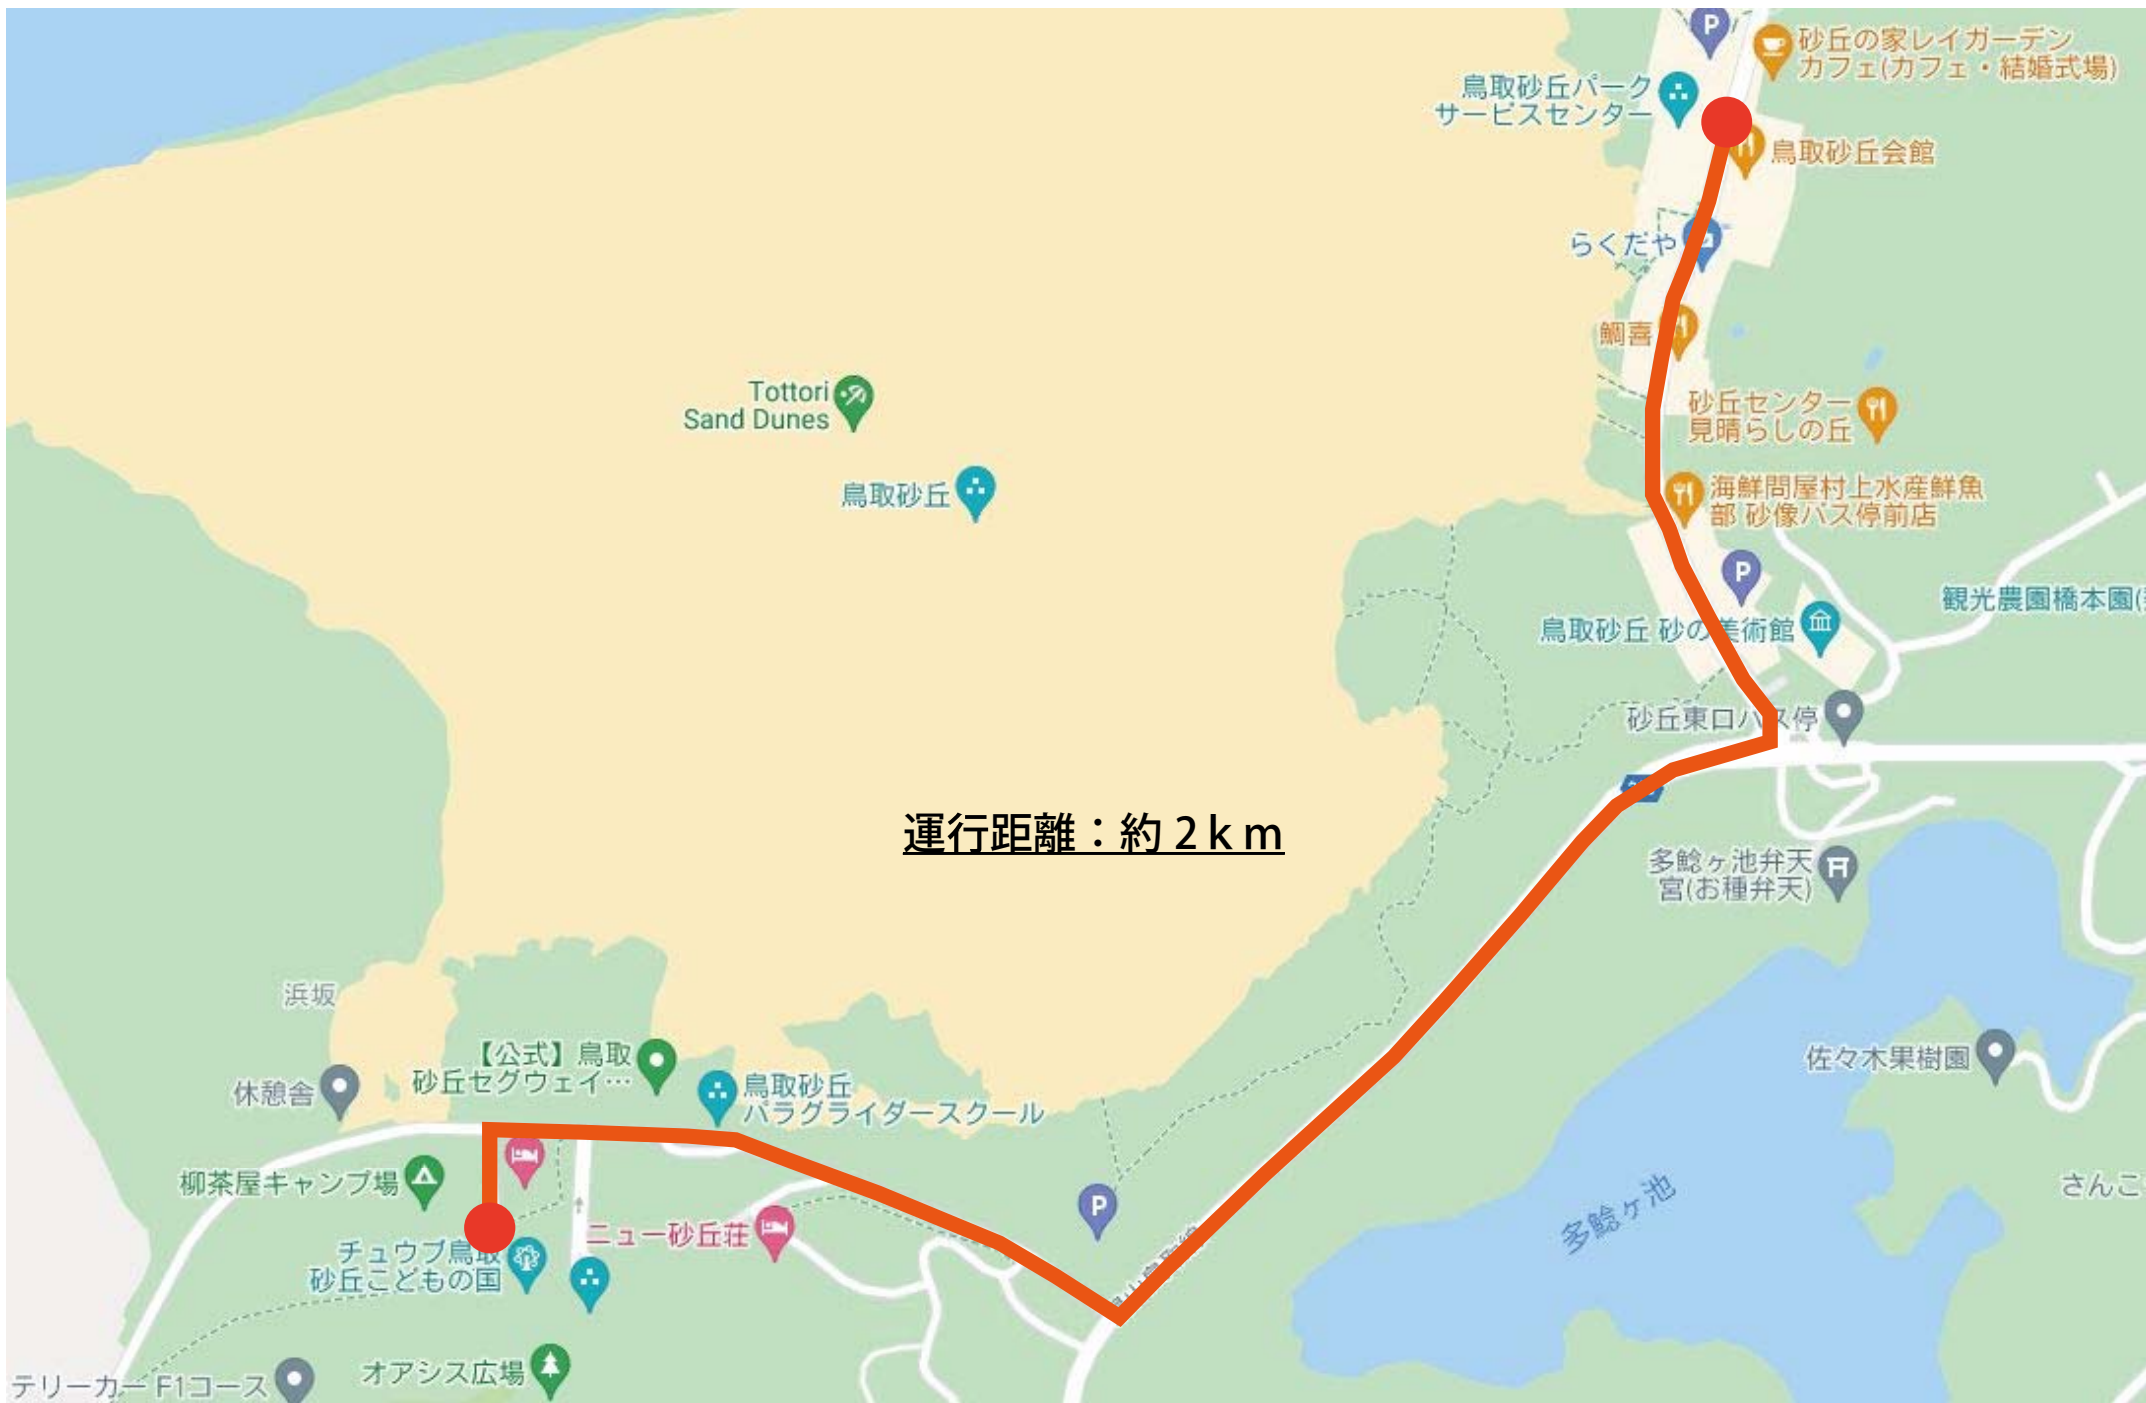 P
砂丘の家レイガーデン
カフェ(カフェ・結婚式場)
鳥取砂丘パーク
サービスセンター
鳥取砂丘会館
らくだや
鯛喜
Tottori
Sand Dunes
砂丘センター
見晴らしの丘
鳥取砂丘
海鮮問屋村上水産鮮魚
部 砂像バス停前店
P
観光農園橋本園(
鳥取砂丘 砂の美術館
砂丘東口バス停
運行距離：約 2ｋｍ
多鯰ヶ池弁天
宮(お種弁天)
浜坂
【公式】鳥取
砂丘セグウェイ…
佐々木果樹園
休憩舎
鳥取砂丘
パラグライダースクール
柳茶屋キャンプ場
P
さんこ
多鯰ヶ池
ニュー砂丘荘
チュウブ鳥取
砂丘こどもの国
オアシス広場
テリーカー F1コース